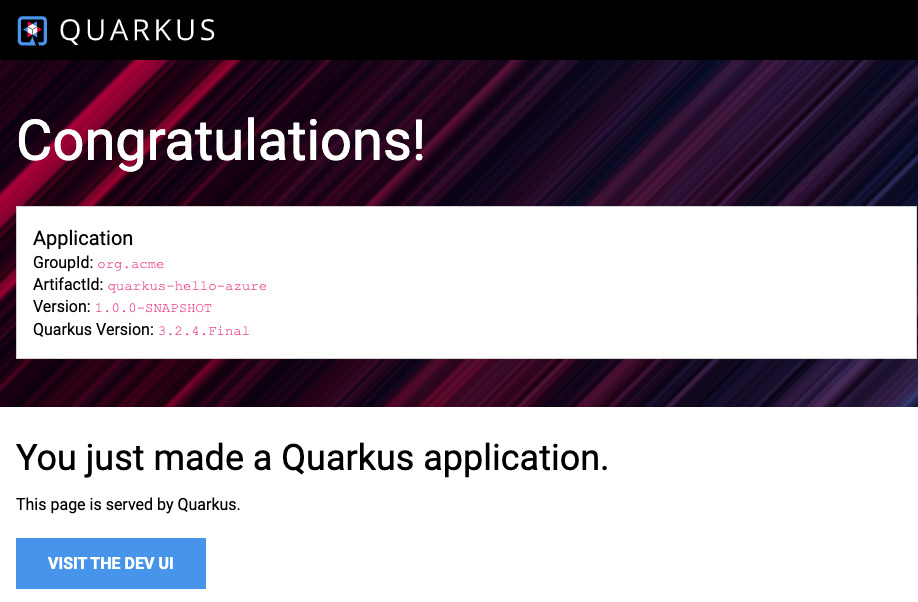 QUARKUS
Congratulations!
Application
GroupId: org.acme
ArtifactId: quarkus-hello-azure
Version: 1.0.0-SNAPSHOT
Quarkus Version: 3.2.4.Final
You just made a Quarkus application.
This page is served by Quarkus.
VISIT THE DEV UI